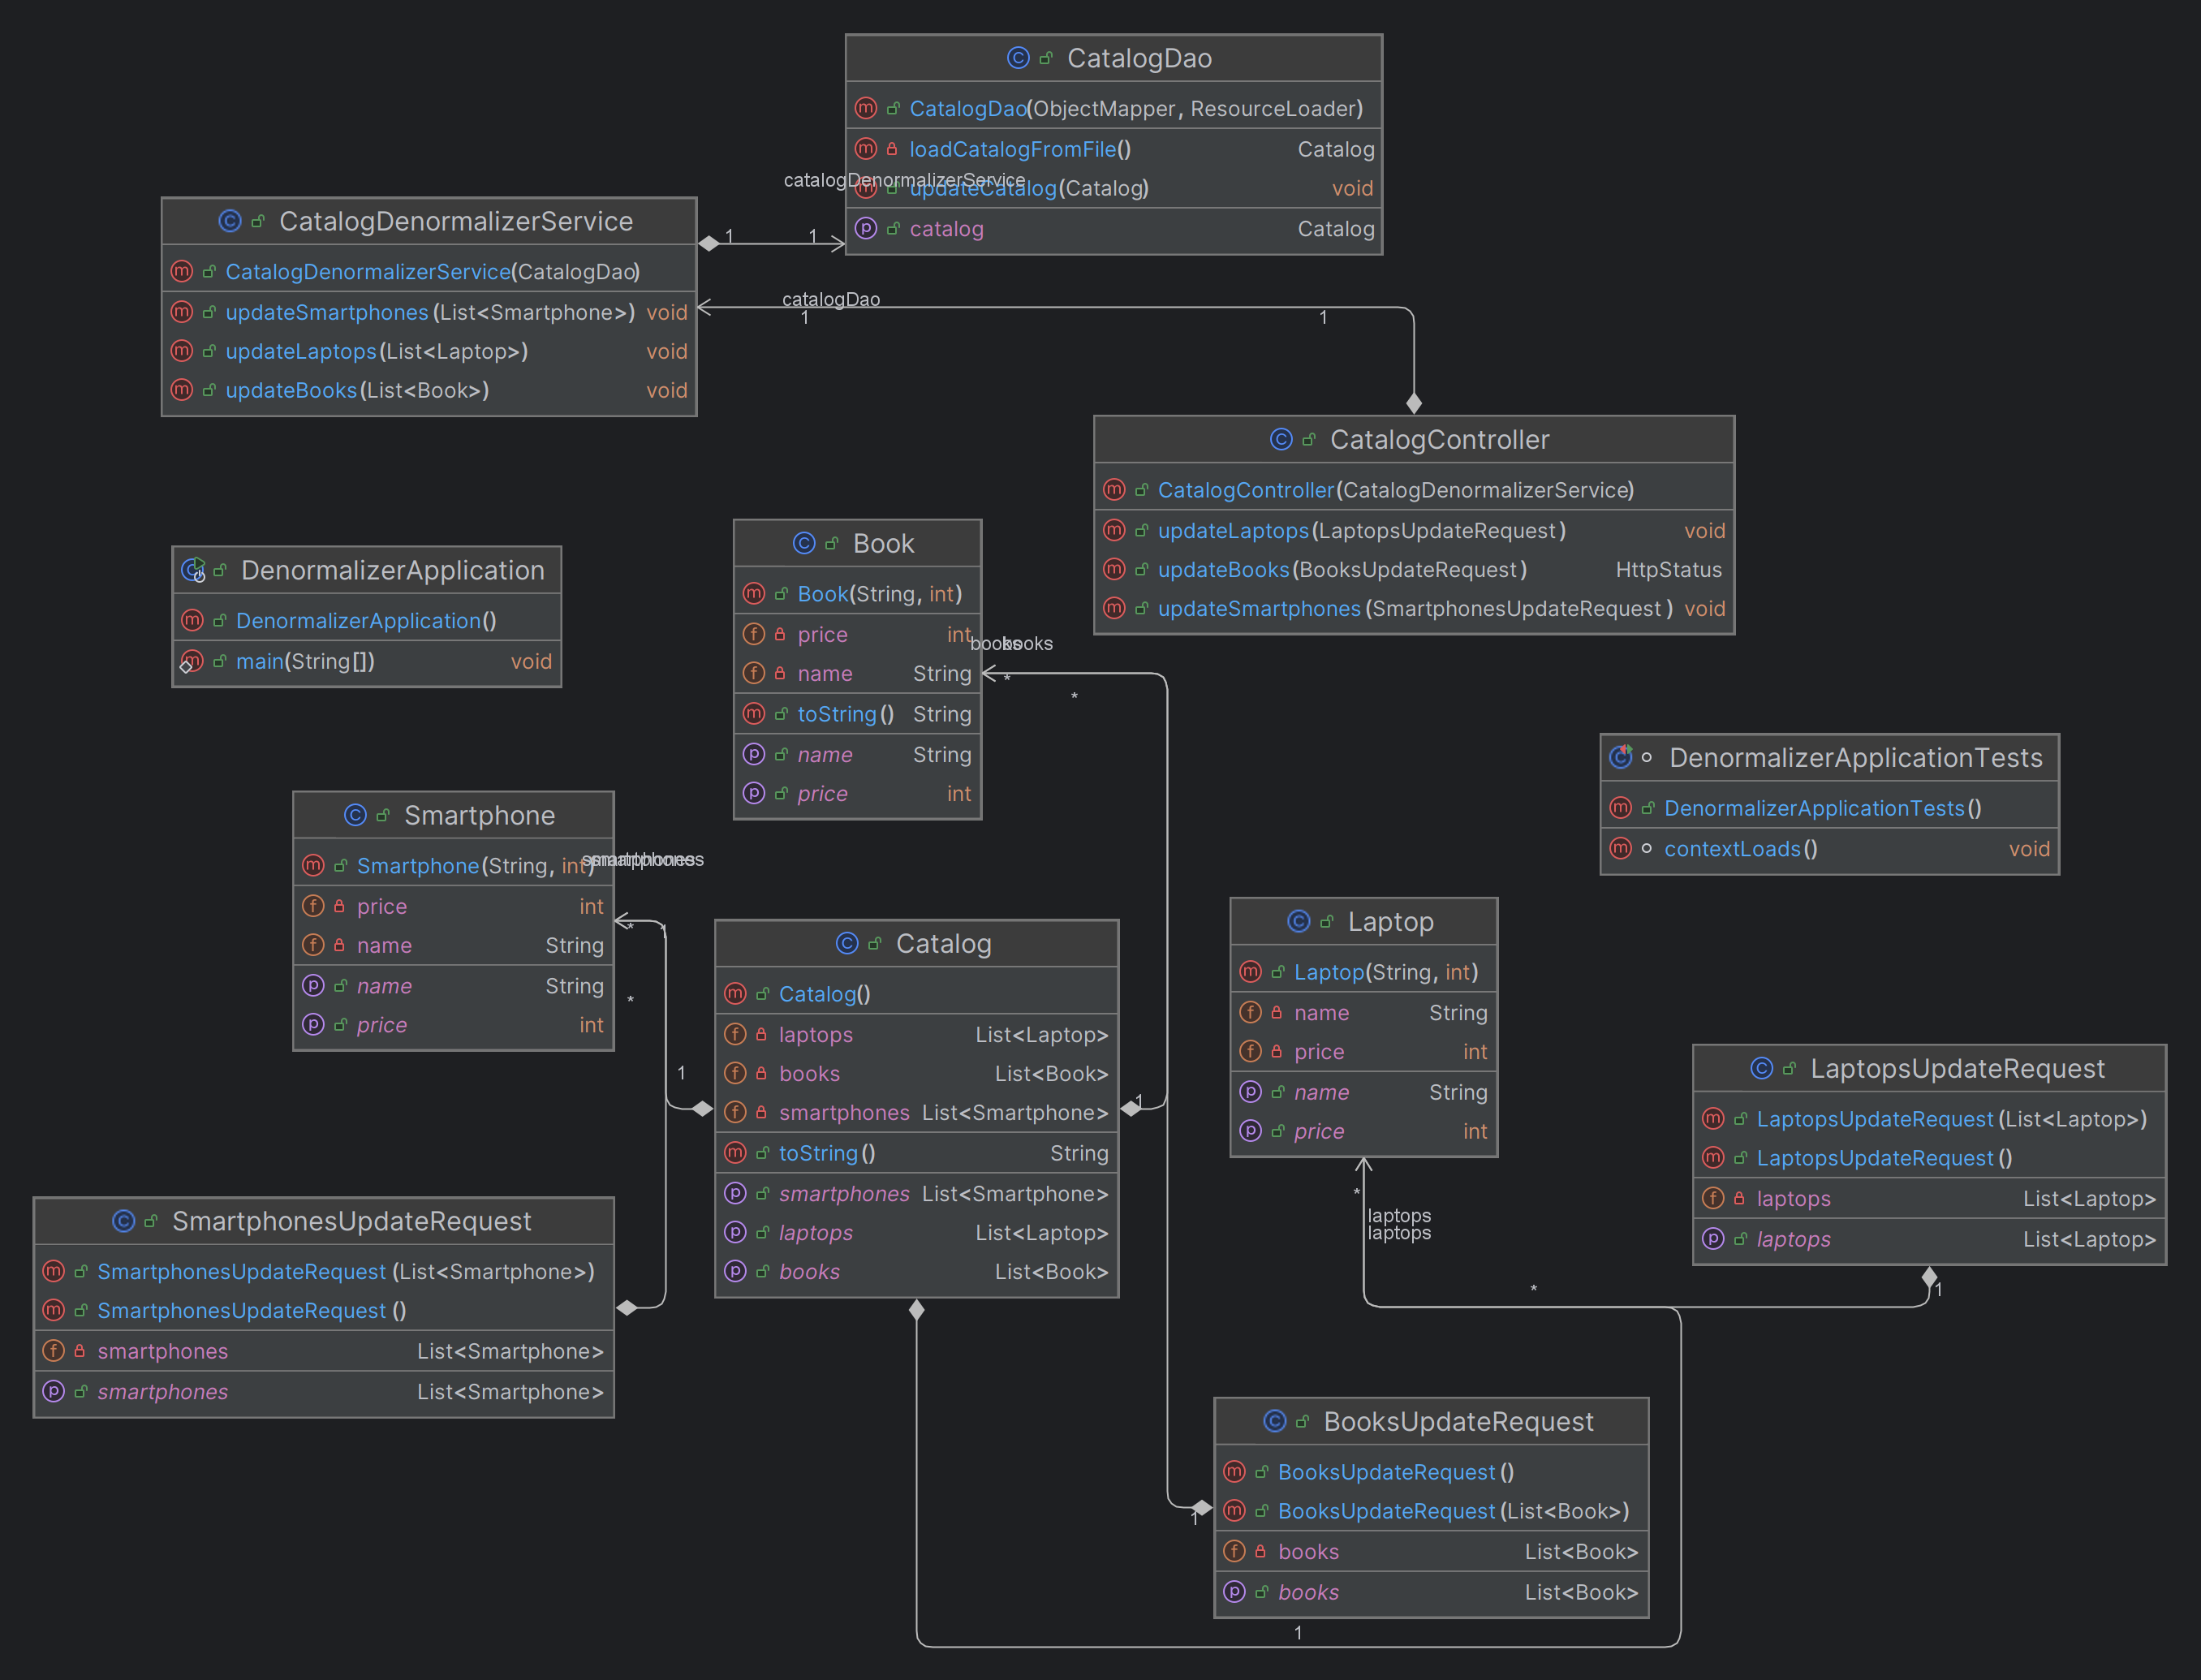 CatalogDao
CatalogDao(ObjectMapper, ResourceLoader)
loadCatalogFromFile() Catalog
updateCatalog(Catalog) void
catalog Catalog
catalogDenormalizerService
CatalogDenormalizerService
CatalogDenormalizerService(CatalogDao)
updateSmartphones(List<Smartphone>) void
updateLaptops(List<Laptop>) void
updateBooks(List<Book>) void
1 1
catalogDao
1 1
CatalogController
CatalogController(CatalogDenormalizerService)
updateLaptops(LaptopsUpdateRequest) void
updateBooks(BooksUpdateRequest) HttpStatus
updateSmartphones(SmartphonesUpdateRequest) void
DenormalizerApplication
DenormalizerApplication()
main(String[]) void
Book
Book(String, int)
price int
name String
toString() String
name String
price int
books
books
*
*
DenormalizerApplicationTests
DenormalizerApplicationTests()
contextLoads() void
Smartphone
Smartphone(String, int)
price int
name String
name String
price int
smartphones
smartphones
*
1
*
1
Catalog
Catalog()
laptops List<Laptop>
books List<Book>
smartphones List<Smartphone>
toString() String
smartphones List<Smartphone>
laptops List<Laptop>
books List<Book>
1
Laptop
Laptop(String, int)
name String
price int
name String
price int
*
laptops
laptops
*
LaptopsUpdateRequest
LaptopsUpdateRequest(List<Laptop>)
LaptopsUpdateRequest()
laptops List<Laptop>
laptops List<Laptop>
1
SmartphonesUpdateRequest
SmartphonesUpdateRequest(List<Smartphone>)
SmartphonesUpdateRequest()
smartphones List<Smartphone>
smartphones List<Smartphone>
BooksUpdateRequest
BooksUpdateRequest()
BooksUpdateRequest(List<Book>)
books List<Book>
books List<Book>
1
1